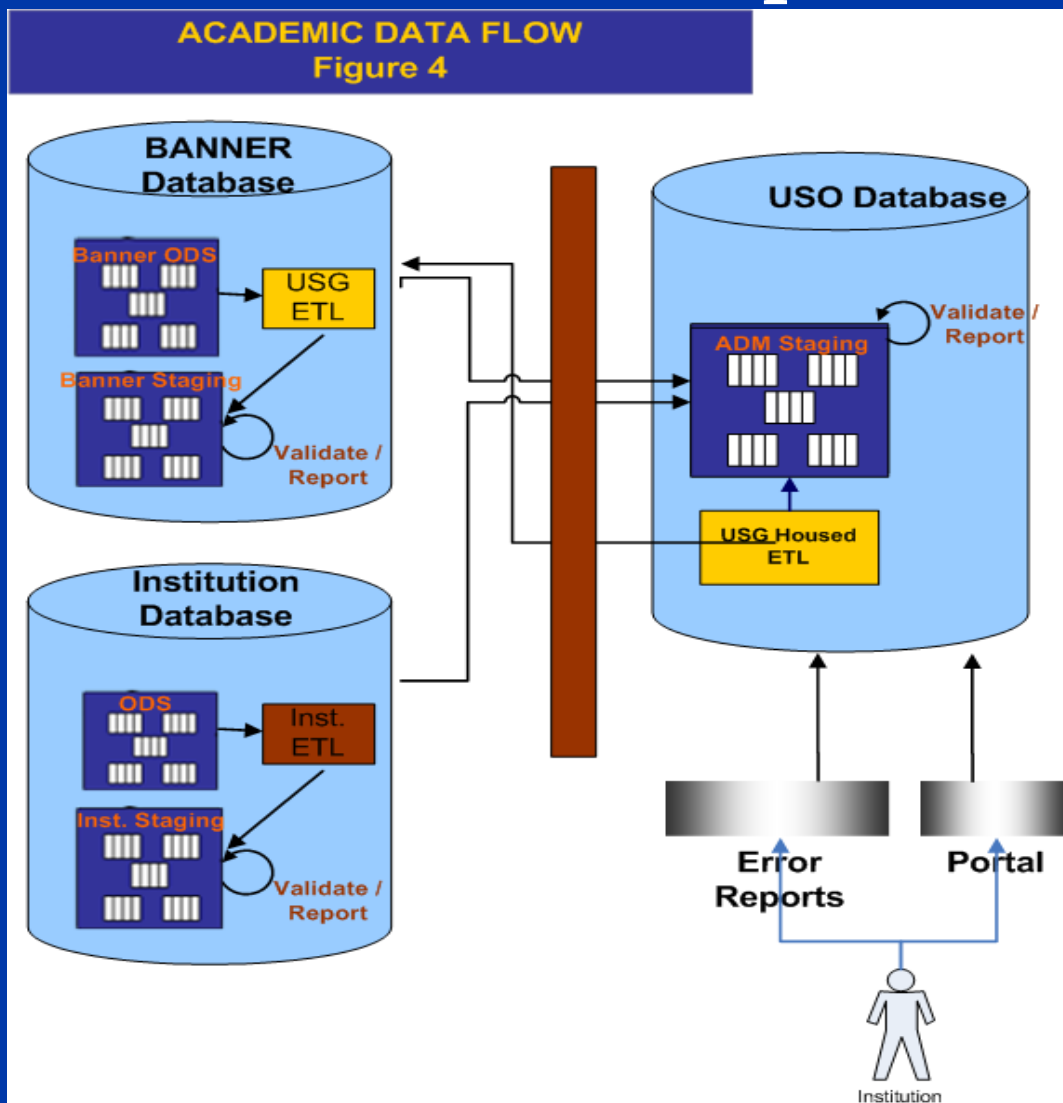 ACADEMIC DATA FLOW
Figure 4
BANNER
Database
Banner ODS
USG
ETL
Banner Staging
Validate /
Report
USO Database
ADM Staging
Validate /
Report
USG Housed
ETL
Institution
Database
ODS
Inst.
ETL
Inst. Staging
Validate /
Report
Error
Reports
Portal
Institution